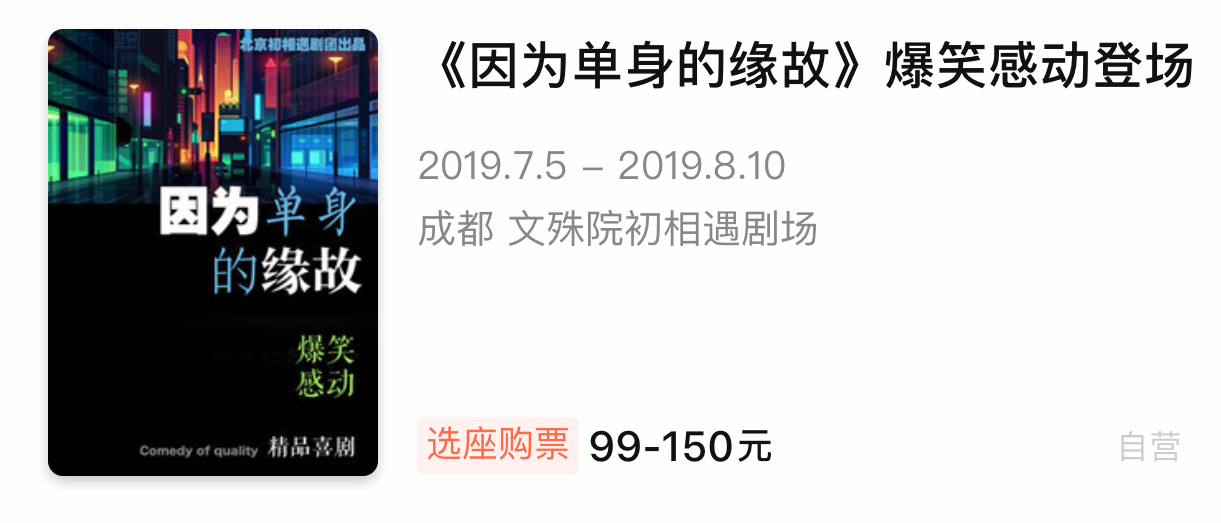 北京初相遇剧团出品
因为单身
的缘故
爆笑
感动
Comedy of quality 精品喜剧
《因为单身的缘故》爆笑感动登场
2019.7.5 – 2019.8.10
成都 文殊院初相遇剧场
选座购票 99-150元
自营